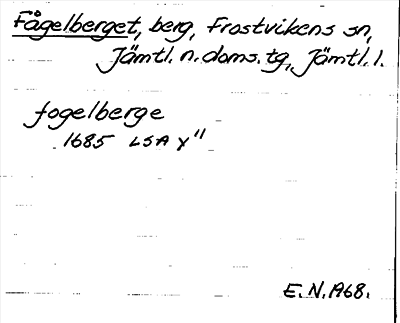 Fågelberget, berg, Frostvikens sn,
Jämtl. n. doms. tg, Jämtl. l.
fogelberge
1685 LSA γ"
E. N. 1968.